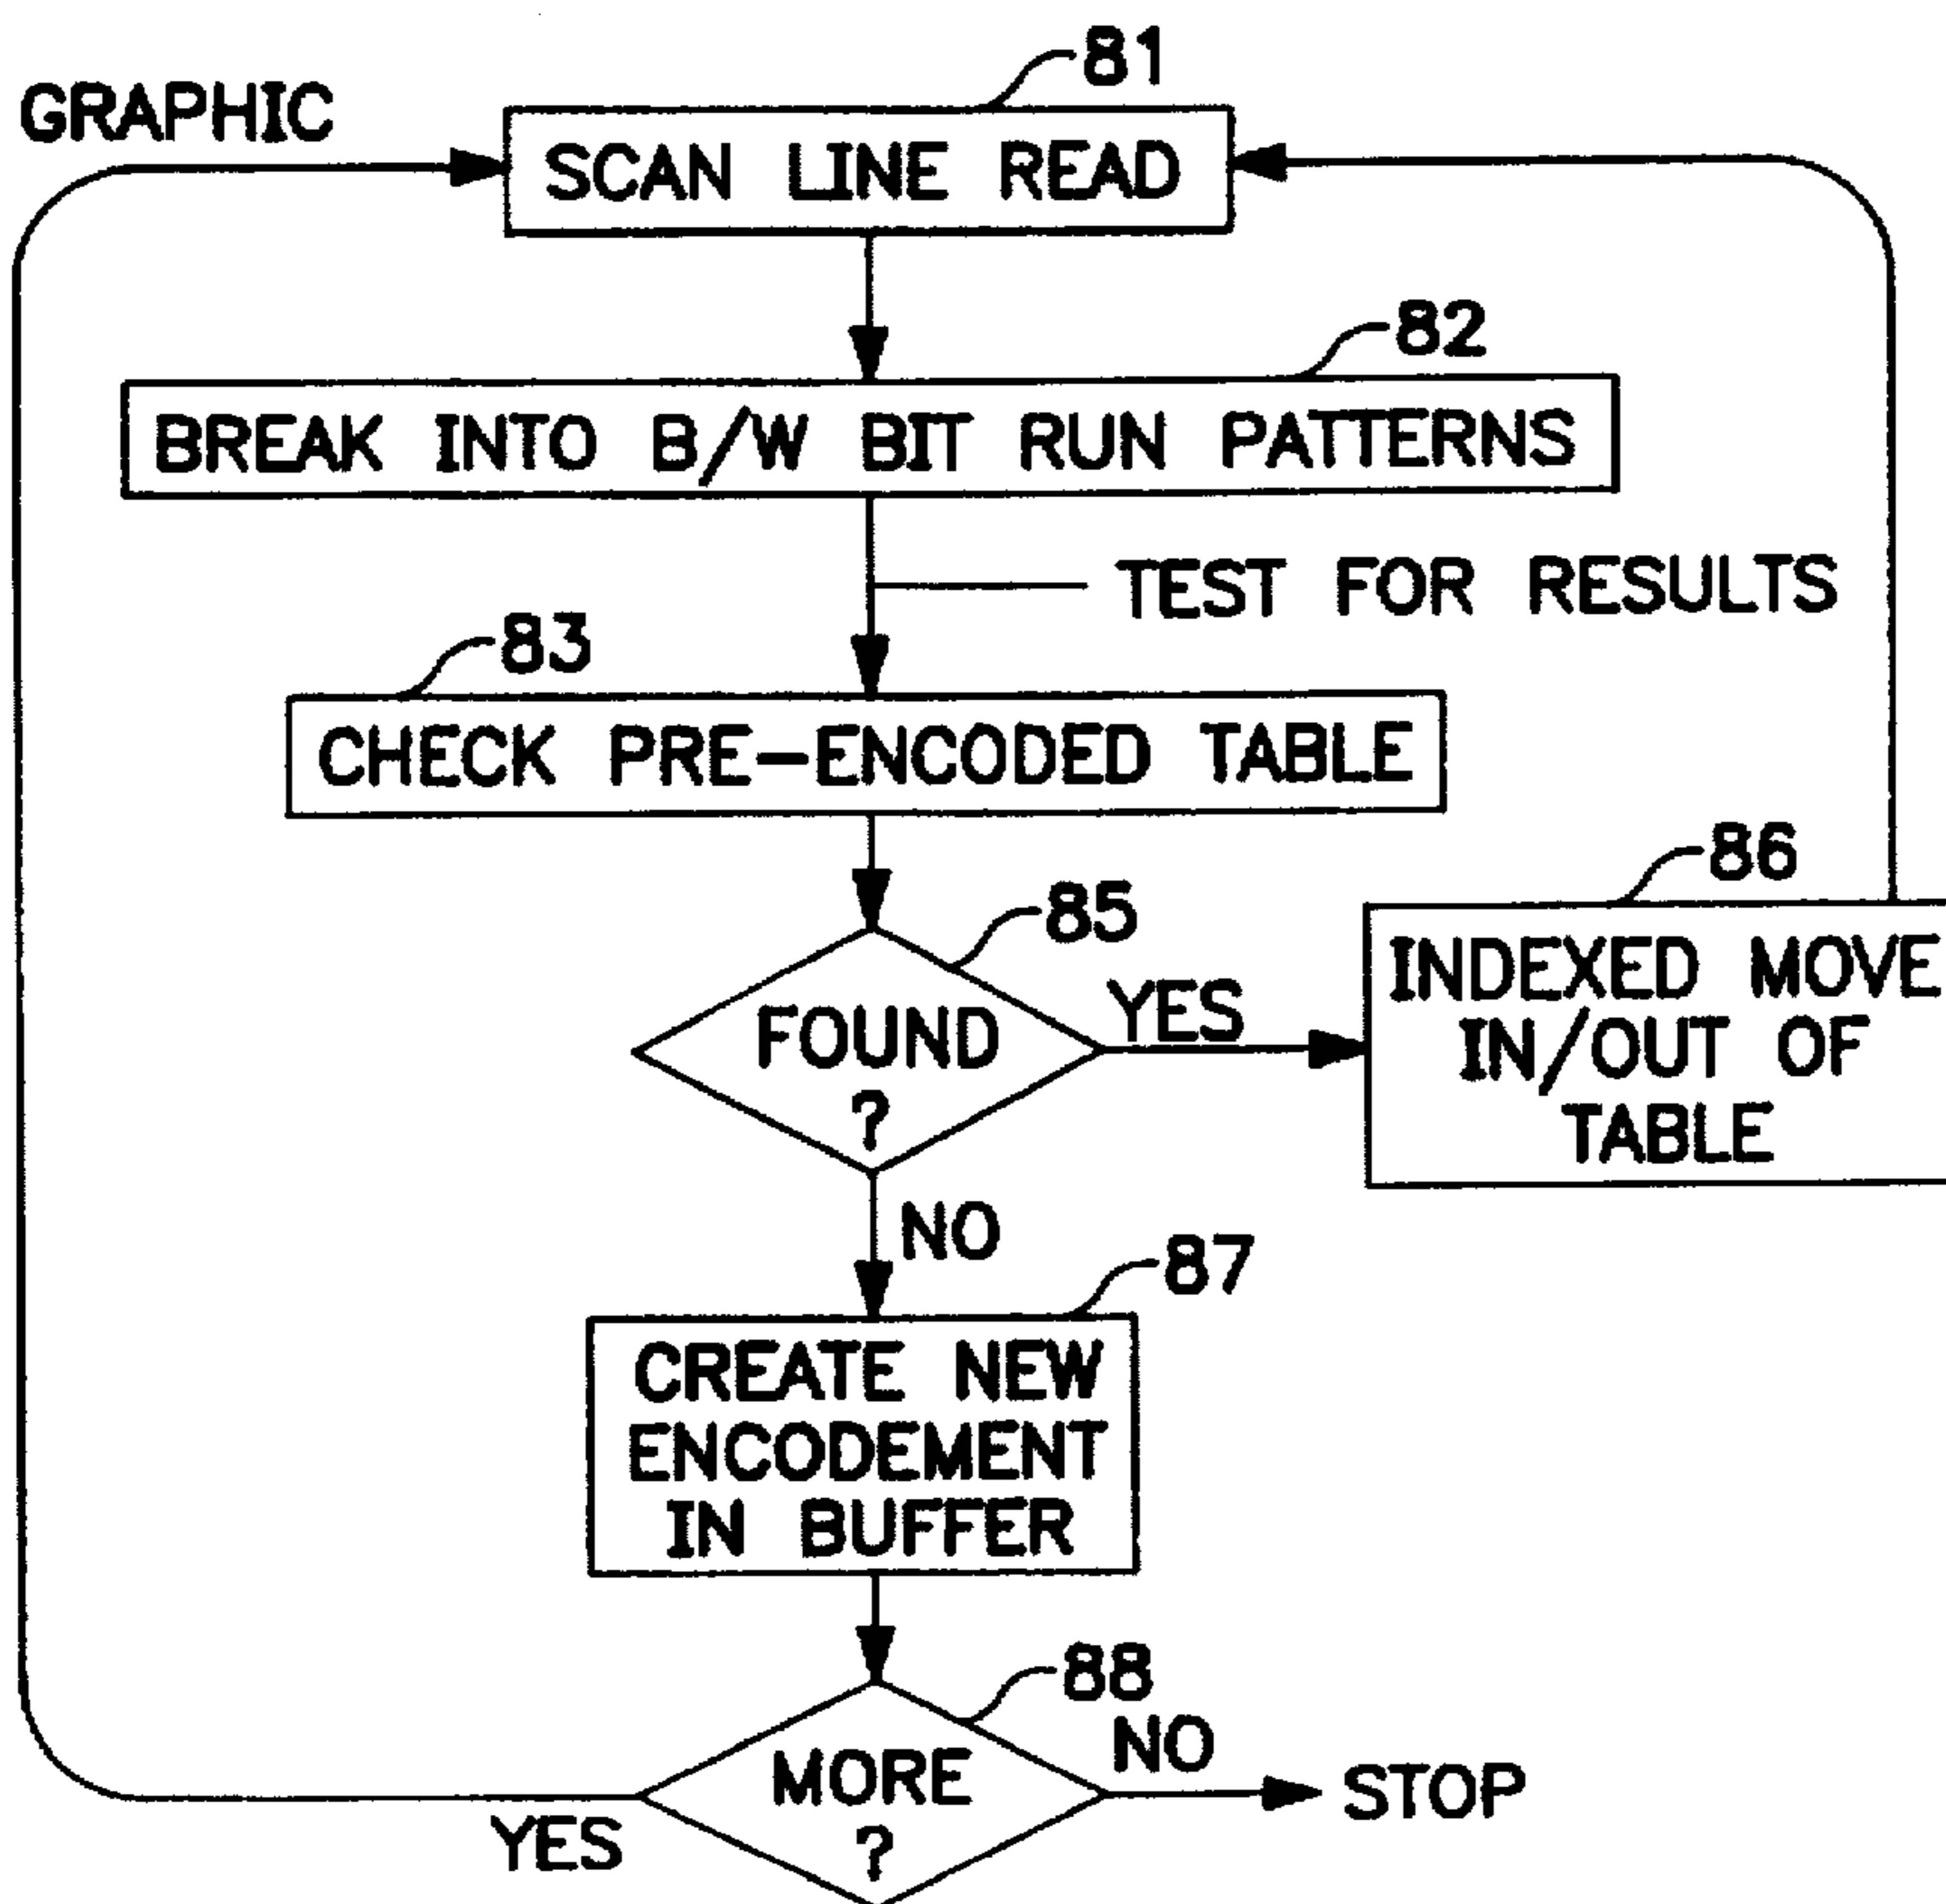 81
GRAPHIC
SCAN LINE READ
82
BREAK INTO B/W BIT RUN PATTERNS
TEST FOR RESULTS
83
CHECK PRE-ENCODED TABLE
86
85
INDEXED MOVE
IN/OUT OF
TABLE
YES
FOUND
?
NO
87
CREATE NEW
ENCODEMENT
IN BUFFER
88
NO
MORE
?
STOP
YES